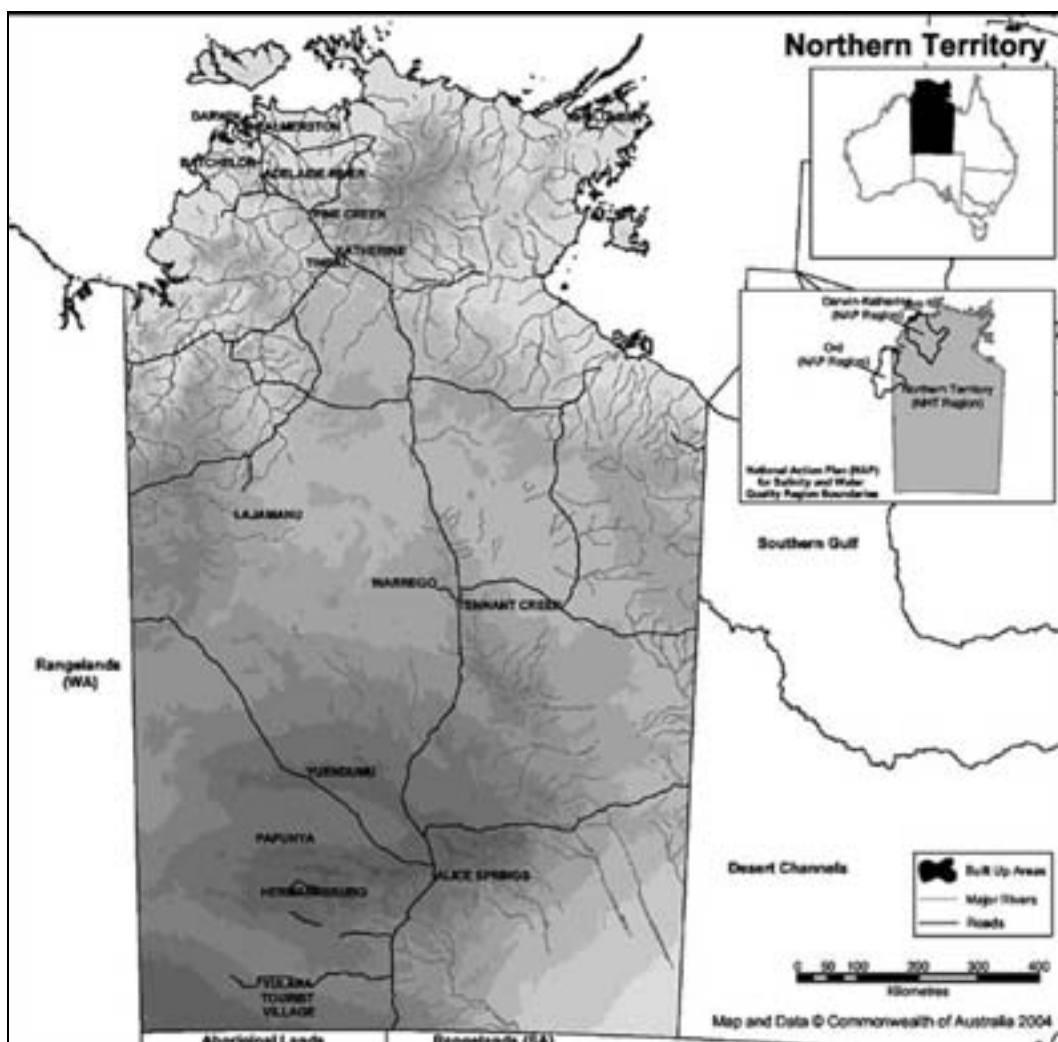 Northern Territory
DARWIN
PALMERSTON
BATCHELOR
ADELAIDE RIVER
PINE CREEK
KATHERINE
TINDAL
Darwin-Katherine
(NAP Region)
Ord
(NAP Region)
Northern Territory
(NHT Region)
National Action Plan (NAP)
for Salinity and Water
Quality Region Boundaries
LAJAMANU
Southern Gulf
WARREGO
TENNANT CREEK
Rangelands
(WA)
YUENDUMU
PAPUNYA
HERMANNSBURG
ALICE SPRINGS
Desert Channels
Built Up Areas
Major Rivers
Roads
0 50 100 200 300 400
Kilometres
YULARA
TOURIST
VILLAGE
Map and Data © Commonwealth of Australia 2004
Aboriginal Lands
Rangelands (SA)